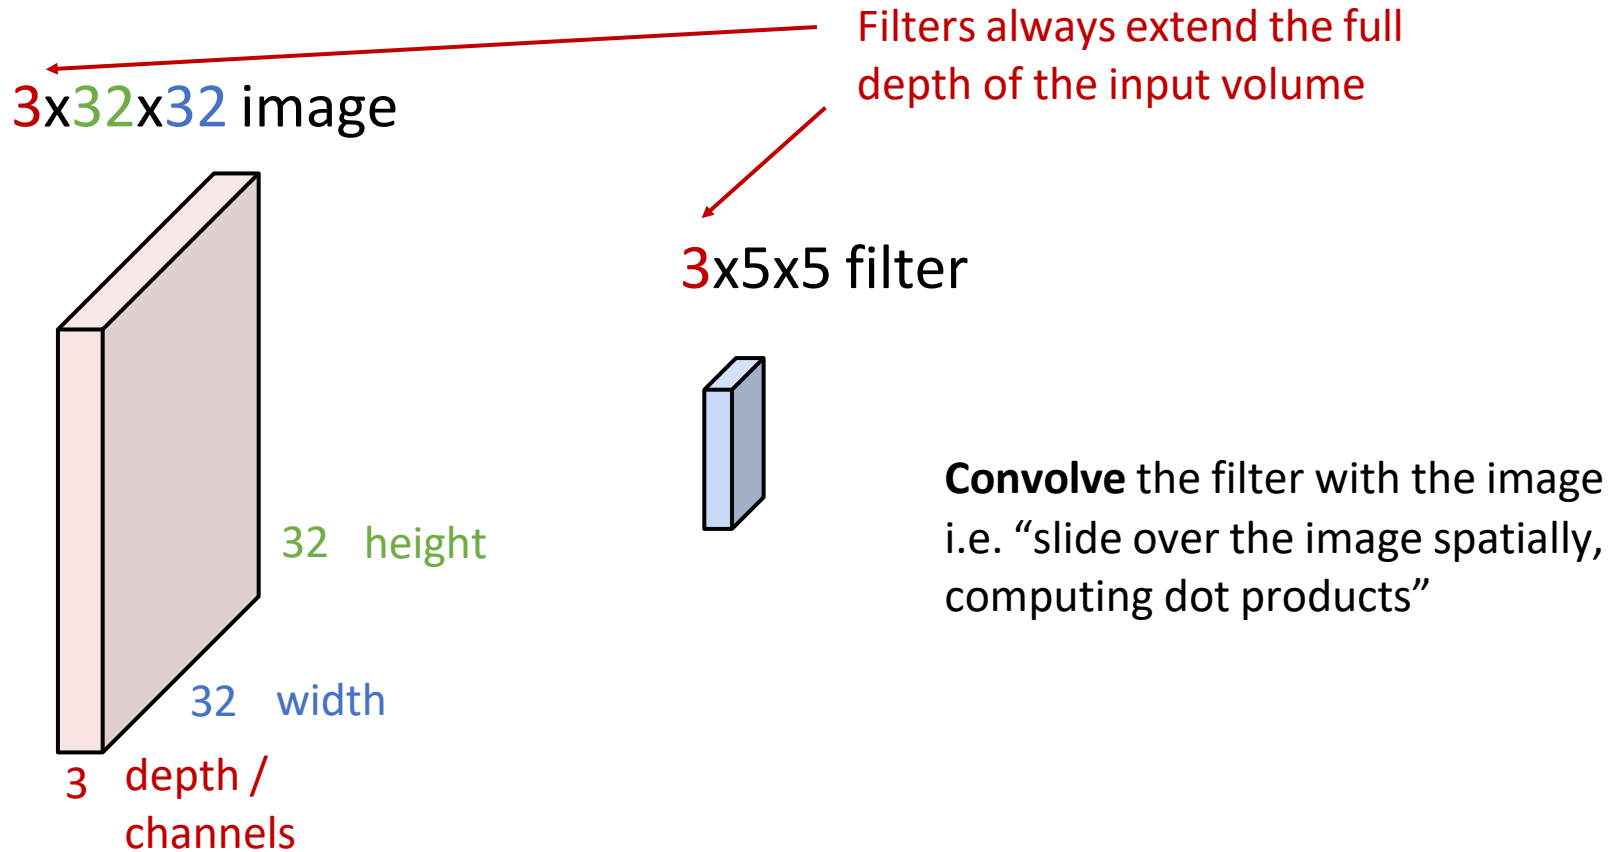 Filters always extend the full
depth of the input volume
3x32x32 image
3x5x5 filter
Convolve the filter with the image
i.e. “slide over the image spatially,
computing dot products”
32 height
32 width
3 depth /
channels